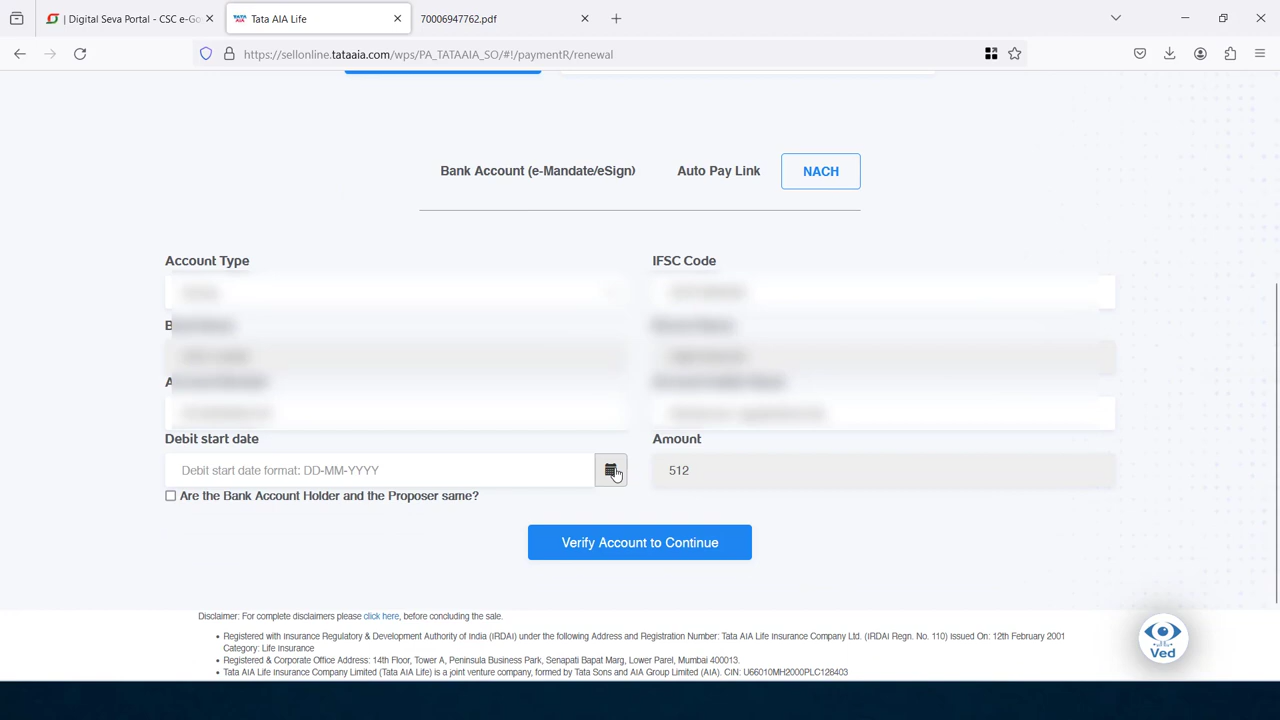 | Digital Seva Portal - CSC e-Go
Tata AIA Life
70006947762.pdf
https://sellonline.tataaia.com/wps/PA_TATAAIA_SO/#!/paymentR/renewal
Bank Account (e-Mandate/eSign)
Auto Pay Link
NACH
Account Type
IFSC Code
Debit start date
Amount
Debit start date format: DD-MM-YYYY
512
Are the Bank Account Holder and the Proposer same?
Verify Account to Continue
Disclaimer: For complete disclaimers please click here, before concluding the sale.
• Registered with insurance Regulatory & Development Authority of india (IRDAI) under the following Address and Registration Number: Tata AIA Life insurance Company Ltd. (IRDAI Regn. No. 110) issued On: 12th February 2001
Category: Life insurance
• Registered & Corporate Office Address: 14th Floor, Tower A, Peninsula Business Park, Senapati Bapat Marg, Lower Parel, Mumbai 400013.
• Tata AIA Life insurance Company Limited (Tata AIA Life) is a joint venture company, formed by Tata Sons and AIA Group Limited (AIA). CIN: U66010MH2000PLC128403
Ved